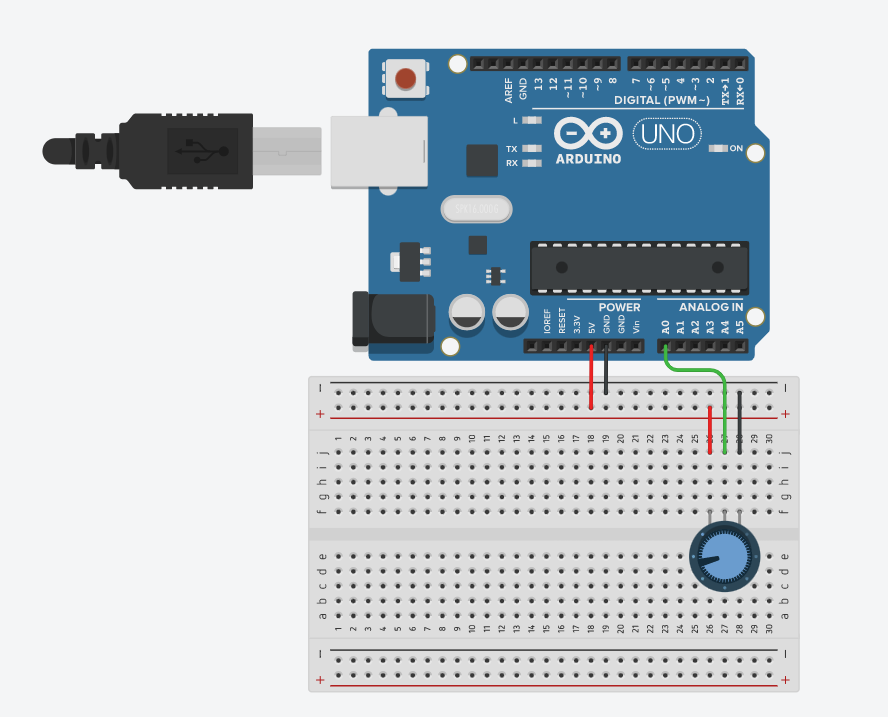 AREF
GND
13
12
~11
~10
~9
8
7
~6
~5
4
~3
2
TX→1
RX←0
DIGITAL (PWM~)
L
TX
RX
ARDUINO
UNO
ON
POWER
ANALOG IN
IOREF
RESET
3.3V
5V
GND
GND
Vin
A0
A1
A2
A3
A4
A5
− −
+ +
1 2 3 4 5 6 7 8 9 10 11 12 13 14 15 16 17 18 19 20 21 22 23 24 25 26 27 28 29 30
j j
i i
h h
g g
f f
e e
d d
c c
b b
a a
1 2 3 4 5 6 7 8 9 10 11 12 13 14 15 16 17 18 19 20 21 22 23 24 25 26 27 28 29 30
− −
+ +